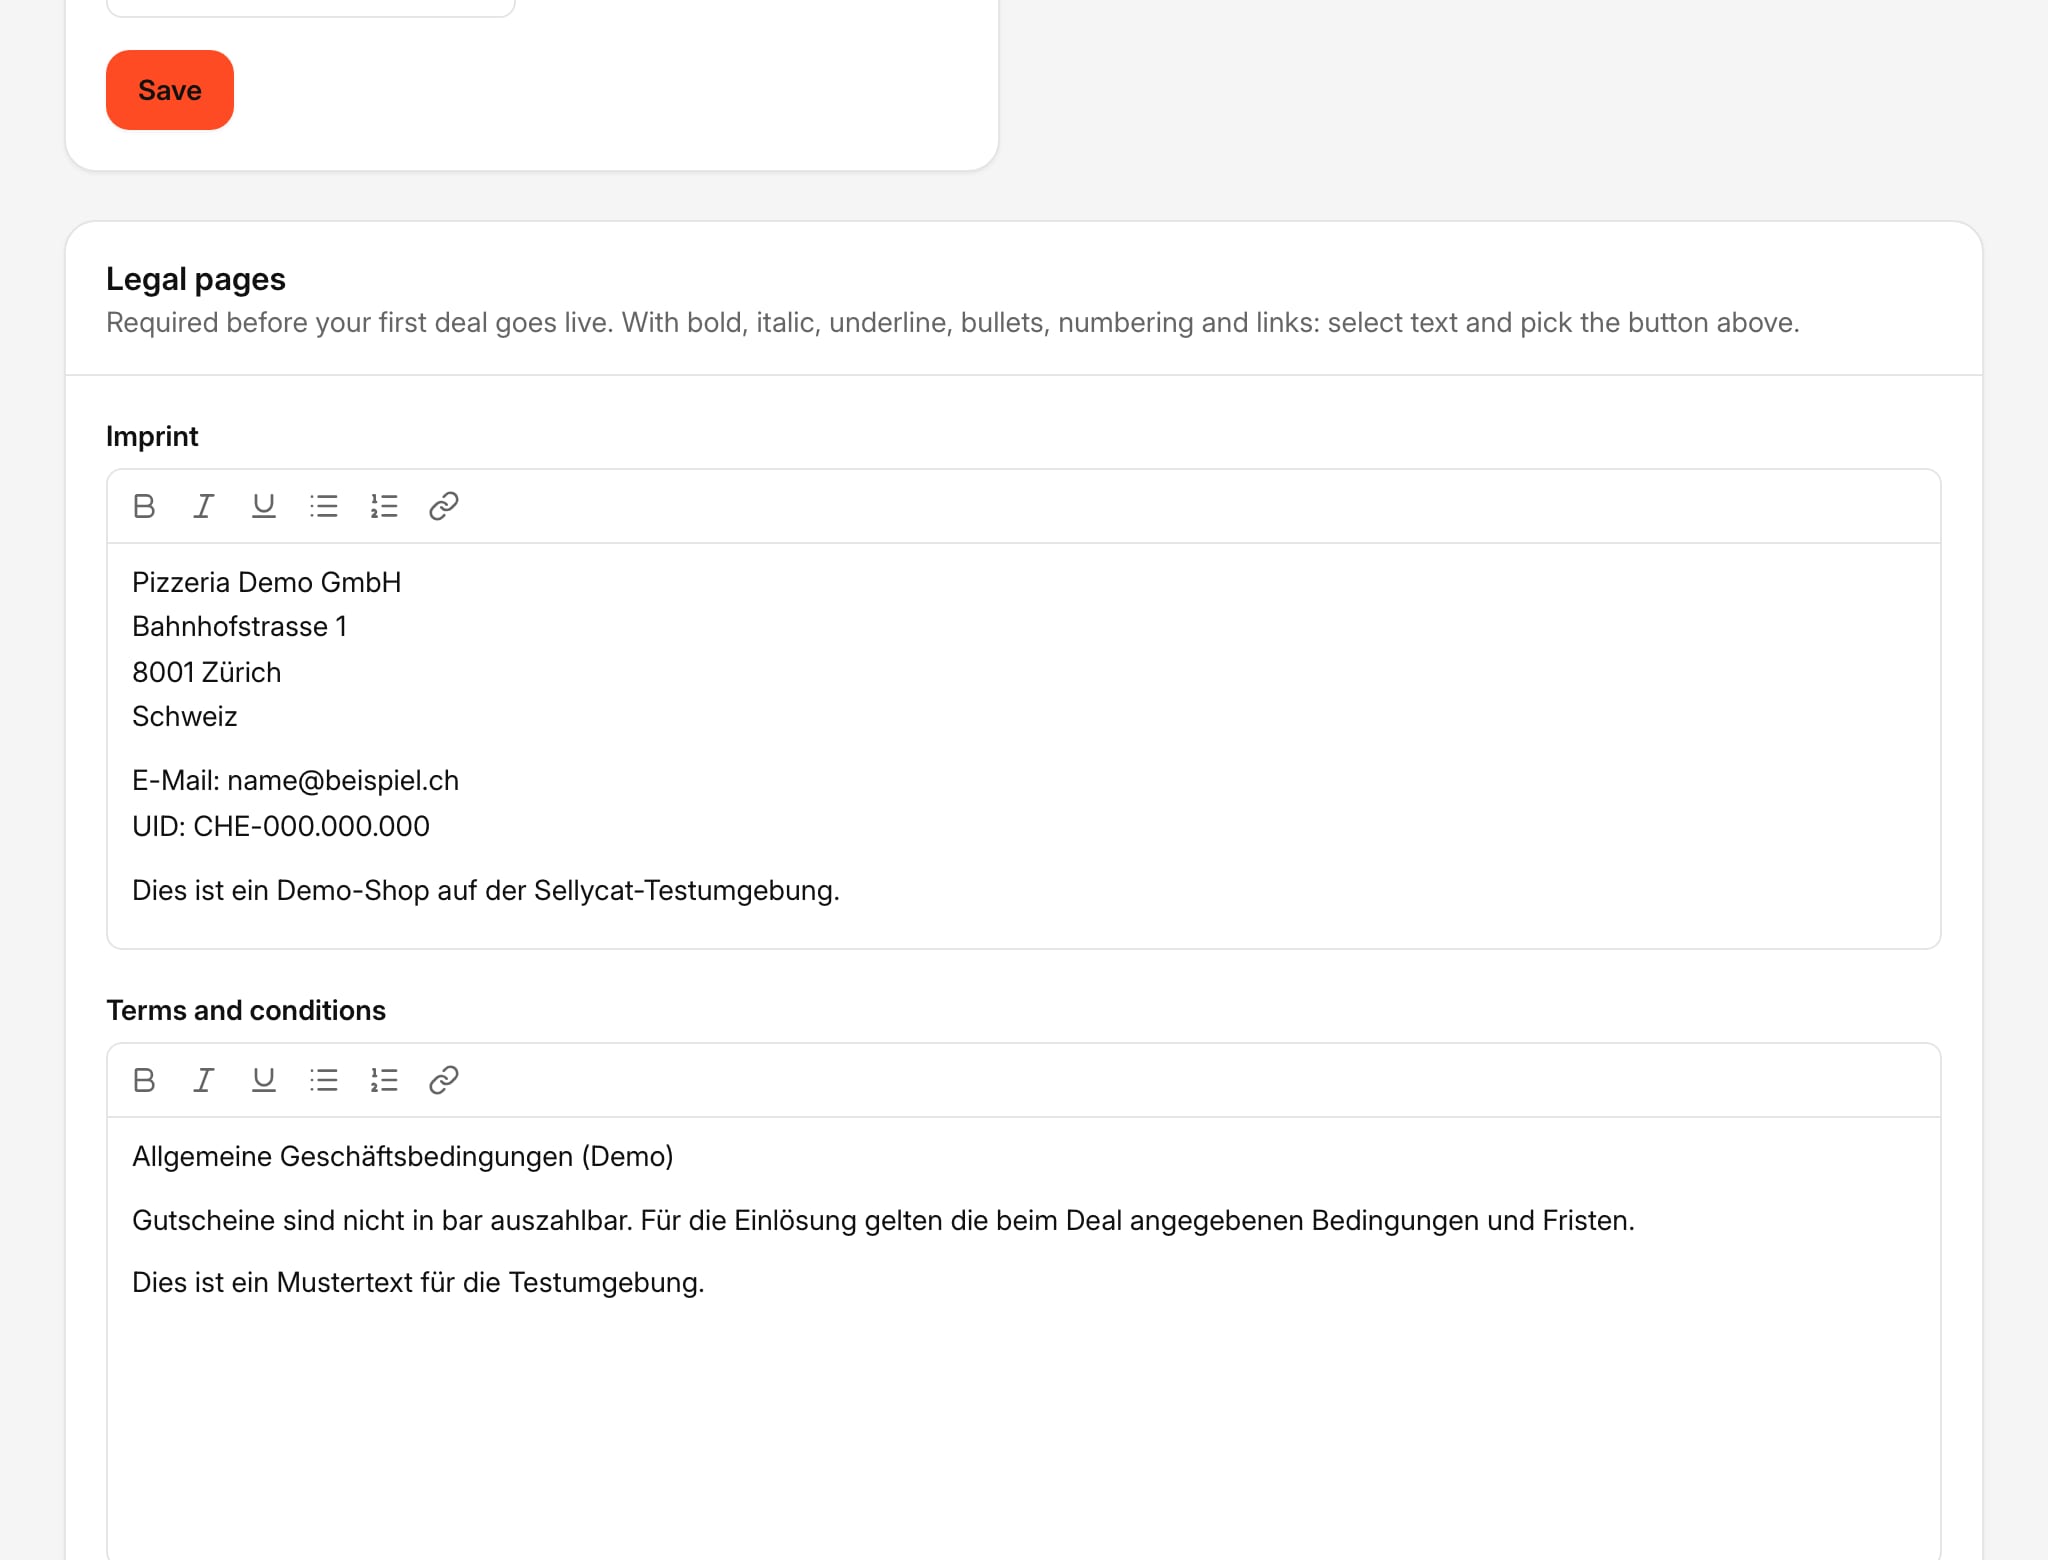 Save
Legal pages
Required before your first deal goes live. With bold, italic, underline, bullets, numbering and links: select text and pick the button above.
Imprint
Pizzeria Demo GmbH
Bahnhofstrasse 1
8001 Zürich
Schweiz
E-Mail: name@beispiel.ch
UID: CHE-000.000.000
Dies ist ein Demo-Shop auf der Sellycat-Testumgebung.
Terms and conditions
Allgemeine Geschäftsbedingungen (Demo)
Gutscheine sind nicht in bar auszahlbar. Für die Einlösung gelten die beim Deal angegebenen Bedingungen und Fristen.
Dies ist ein Mustertext für die Testumgebung.